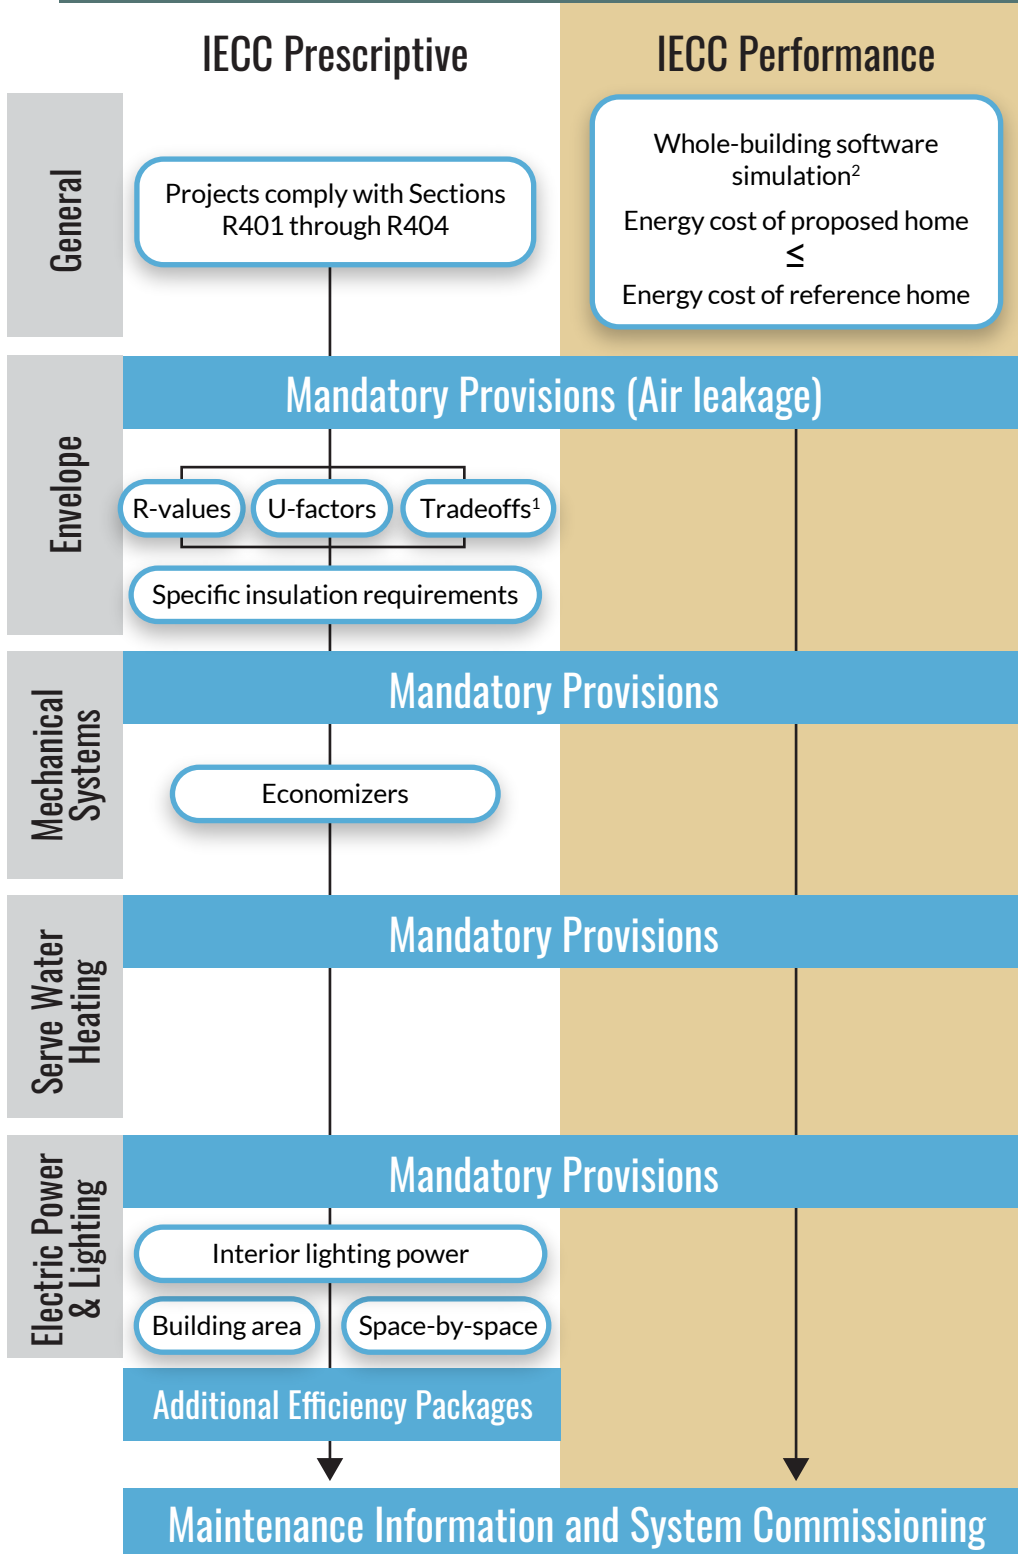 IECC Prescriptive
IECC Performance
General
Projects comply with Sections
R401 through R404
Whole-building software
simulation²
Energy cost of proposed home
≤
Energy cost of reference home
Envelope
Mandatory Provisions (Air leakage)
R-values
U-factors
Tradeoffs¹
Specific insulation requirements
Mechanical
Systems
Mandatory Provisions
Economizers
Serve Water
Heating
Mandatory Provisions
Electric Power
& Lighting
Mandatory Provisions
Interior lighting power
Building area
Space-by-space
Additional Efficiency Packages
Maintenance Information and System Commissioning